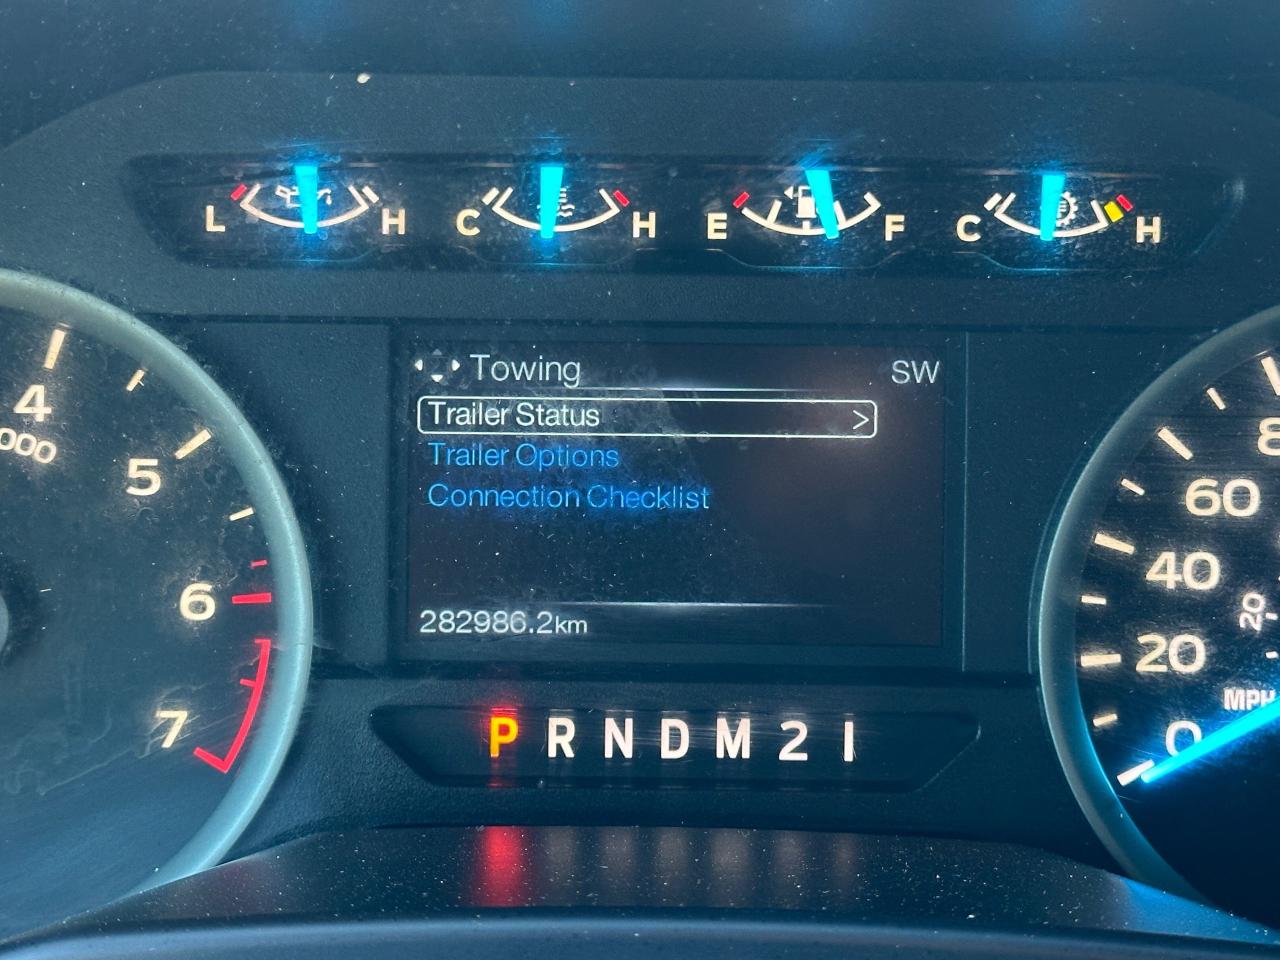 L H C H E F C H
Towing SW
Trailer Status >
Trailer Options
Connection Checklist
282986.2km
P R N D M 2 1
4
000
5
6
7
8
60
40
20
0
20
MPH